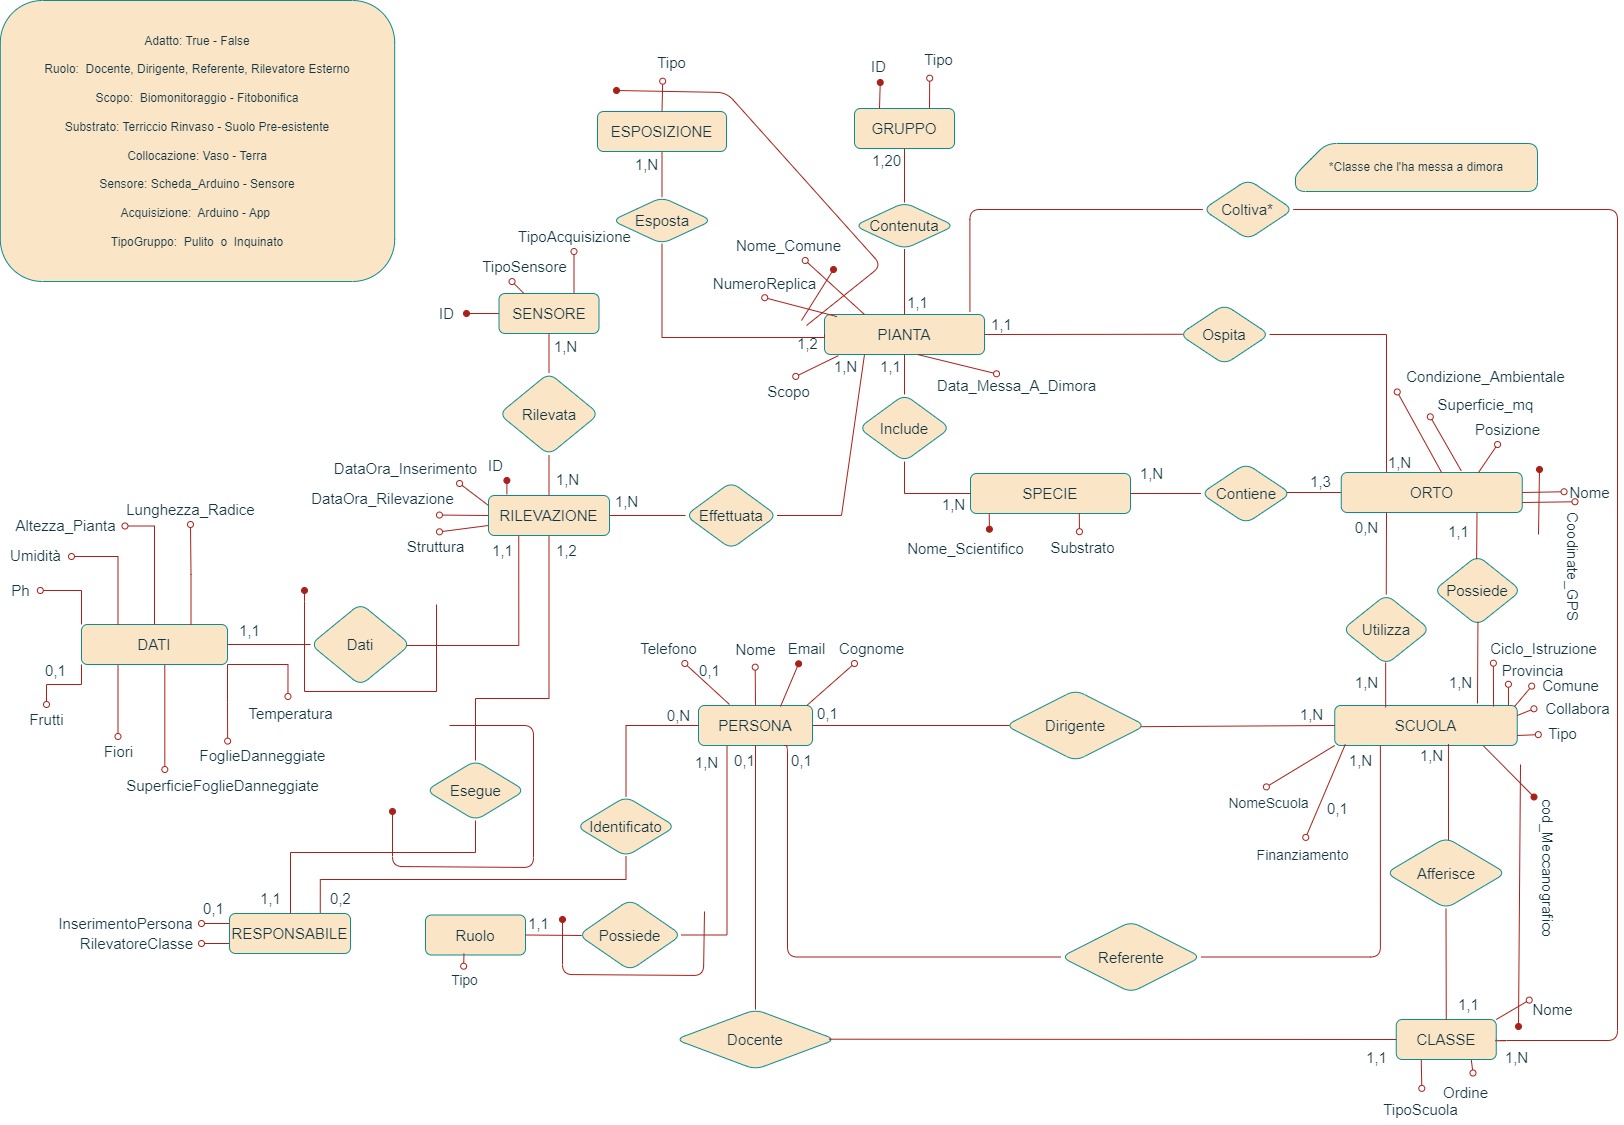 Adatto: True - False
Ruolo: Docente, Dirigente, Referente, Rilevatore Esterno
Scopo: Biomonitoraggio - Fitobonifica
Substrato: Terriccio Rinvaso - Suolo Pre-esistente
Collocazione: Vaso - Terra
Sensore: Scheda_Arduino - Sensore
Acquisizione: Arduino - App
TipoGruppo: Pulito o Inquinato
Tipo
ESPOSIZIONE
1,N
Esposta
ID
Tipo
GRUPPO
1,20
Contenuta
1,1
*Classe che l'ha messa a dimora
Coltiva*
TipoAcquisizione
TipoSensore
ID
SENSORE
1,N
Rilevata
1,N
Nome_Comune
NumeroReplica
PIANTA
1,1
1,2
1,N
1,1
Scopo
Data_Messa_A_Dimora
Ospita
Include
Condizione_Ambientale
Superficie_mq
Posizione
1,N
ORTO
Nome
Coodinate_GPS
1,3
Contiene
1,N
SPECIE
1,N
Nome_Scientifico
Substrato
0,N
1,1
Utilizza
Possiede
1,N
1,N
DataOra_Inserimento
ID
DataOra_Rilevazione
Struttura
RILEVAZIONE
1,N
Effettuata
1,1
1,2
Lunghezza_Radice
Altezza_Pianta
Umidità
Ph
DATI
1,1
Dati
0,1
Frutti
Fiori
SuperficieFoglieDanneggiate
FoglieDanneggiate
Temperatura
Telefono
0,1
Nome
Email
Cognome
0,N
PERSONA
0,1
Dirigente
1,N
SCUOLA
Ciclo_Istruzione
Provincia
Comune
Collabora
Tipo
1,N
0,1
0,1
1,N
1,N
NomeScuola
0,1
Finanziamento
cod_Meccanografico
Esegue
Identificato
Afferisce
1,1
0,2
0,1
InserimentoPersona
RilevatoreClasse
RESPONSABILE
Ruolo
1,1
Possiede
Tipo
Referente
Docente
1,1
Nome
CLASSE
1,1
1,N
Ordine
TipoScuola